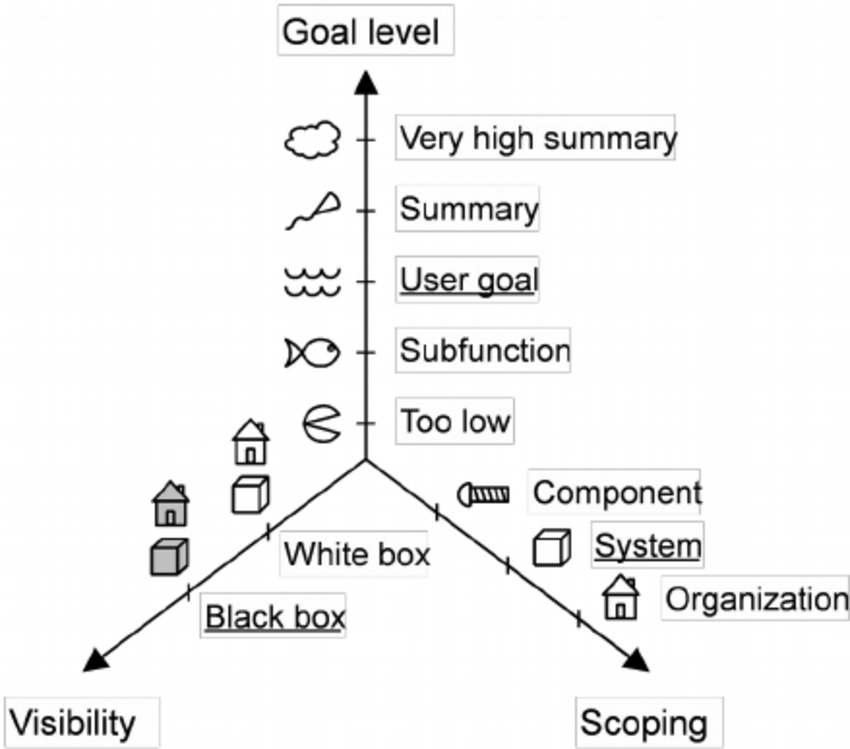 Goal level
Very high summary
Summary
User goal
Subfunction
Too low
Component
White box
System
Organization
Black box
Visibility
Scoping